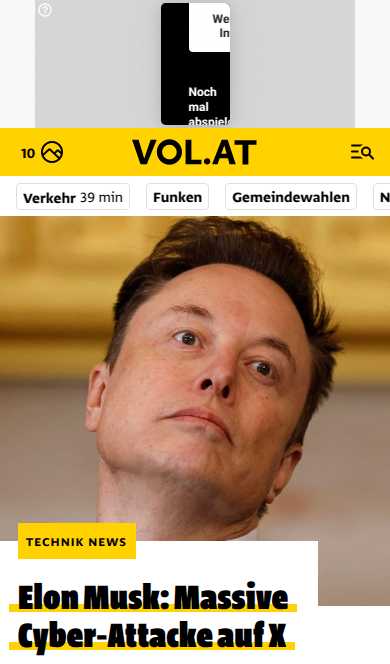 We
In
Noch
mal
abspiel
10
VOL.AT
Verkehr 39 min
Funken
Gemeindewahlen
N
TECHNIK NEWS
Elon Musk: Massive
Cyber-Attacke auf X